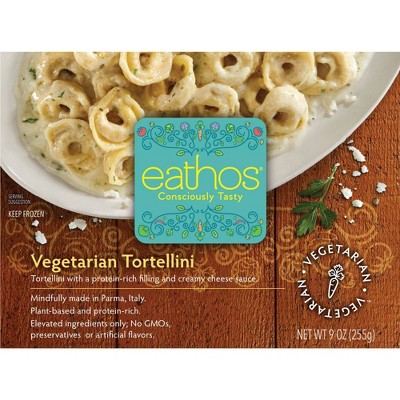 eathos®
Consciously Tasty
SERVING
SUGGESTION
KEEP FROZEN
Vegetarian Tortellini
Tortellini with a protein-rich filling and creamy cheese sauce.
Mindfully made in Parma, Italy.
Plant-based and protein-rich.
Elevated ingredients only; No GMOs,
preservatives or artificial flavors.
• VEGETARIAN • VEGETARIAN
NET WT 9 OZ (255g)